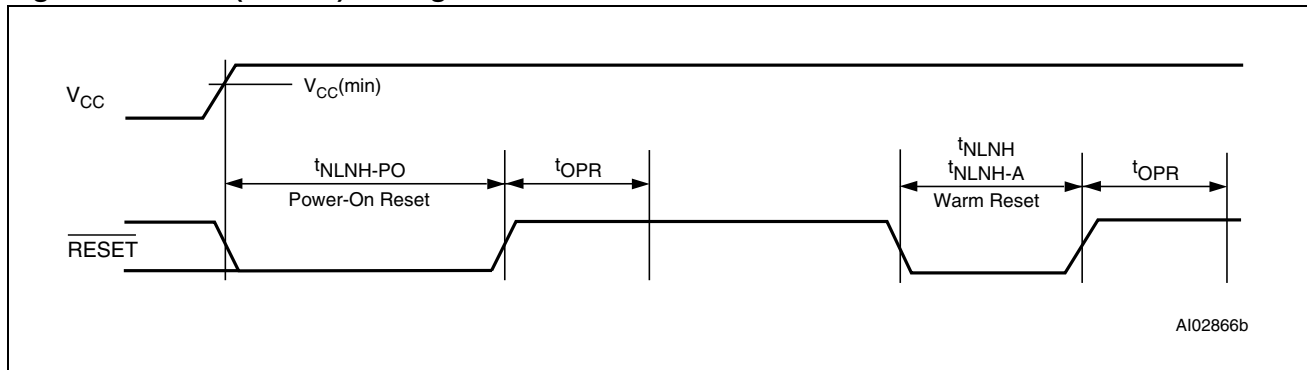 VCC
VCC(min)
tNLNH-PO
Power-On Reset
tOPR
tNLNH
tNLNH-A
Warm Reset
tOPR
RESET
AI02866b